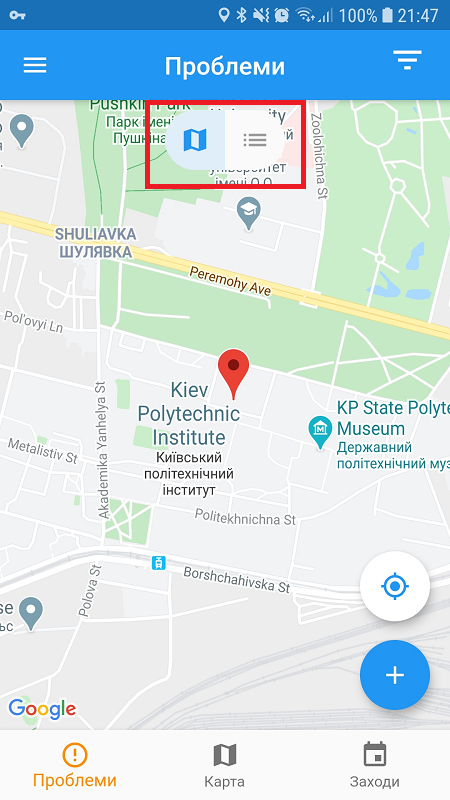 100% 21:47
Проблеми
Pushkin Park
Парк імені
Пушкіна
університет
імені О.О.
Zoolohichna St
SHULIAVKA
ШУЛЯВКА
Peremohy Ave
Pol'ovyi Ln
Akademika Yanhelya St
Kiev
Polytechnic
Institute
Київський
політехнічний
інститут
KP State Polyte
Museum
Державний
політехнічний муз
Metalistiv St
Politekhnichna St
Borshchahivska St
Polova St
se
ьс
Google
Проблеми
Карта
Заходи